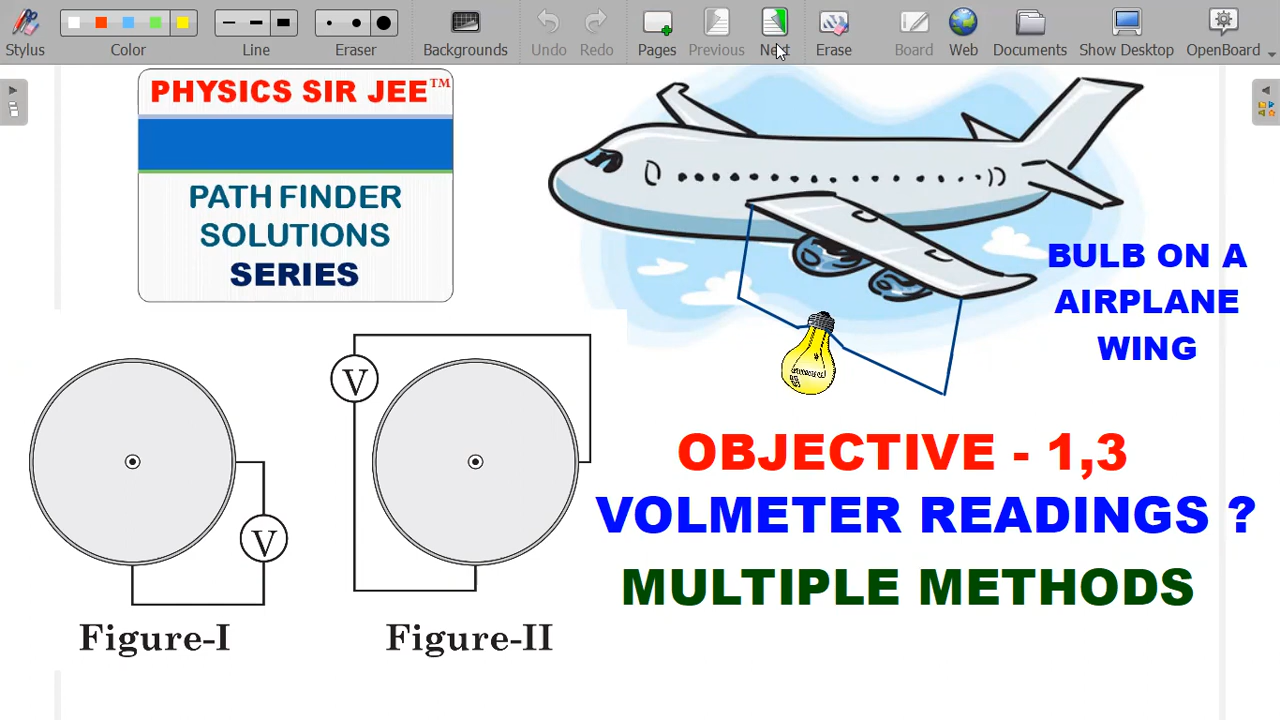 Stylus
Color
Line
Eraser
Backgrounds
Undo
Redo
Pages
Previous
Next
Erase
Board
Web
Documents
Show Desktop
OpenBoard
PHYSICS SIR JEE™
PATH FINDER
SOLUTIONS
SERIES
BULB ON A
AIRPLANE
WING
V
V
Figure-I
Figure-II
OBJECTIVE - 1,3
VOLMETER READINGS ?
MULTIPLE METHODS